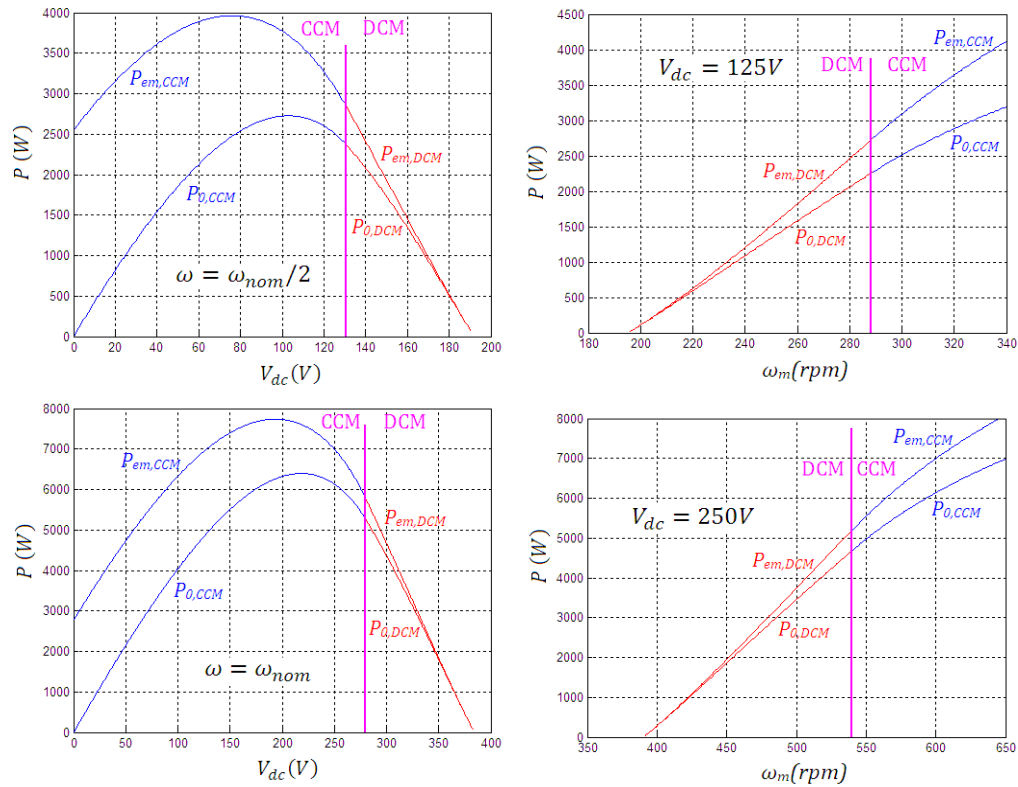 CCM DCM
4000
3500
3000
2500
2000
1500
1000
500
0
P (W)
P_em,CCM
P_0,CCM
P_em,DCM
P_0,DCM
ω = ω_nom/2
0 20 40 60 80 100 120 140 160 180 200
V_dc(V)
4500
4000
3500
3000
2500
2000
1500
1000
500
0
P (W)
V_dc = 125V
DCM CCM
P_em,CCM
P_0,CCM
P_em,DCM
P_0,DCM
180 200 220 240 260 280 300 320 340
ω_m(rpm)
8000
7000
6000
5000
4000
3000
2000
1000
0
P (W)
CCM DCM
P_em,CCM
P_0,CCM
P_em,DCM
P_0,DCM
ω = ω_nom
0 50 100 150 200 250 300 350 400
V_dc(V)
8000
7000
6000
5000
4000
3000
2000
1000
0
P (W)
DCM CCM
P_em,CCM
P_0,CCM
V_dc = 250V
P_em,DCM
P_0,DCM
350 400 450 500 550 600 650
ω_m(rpm)